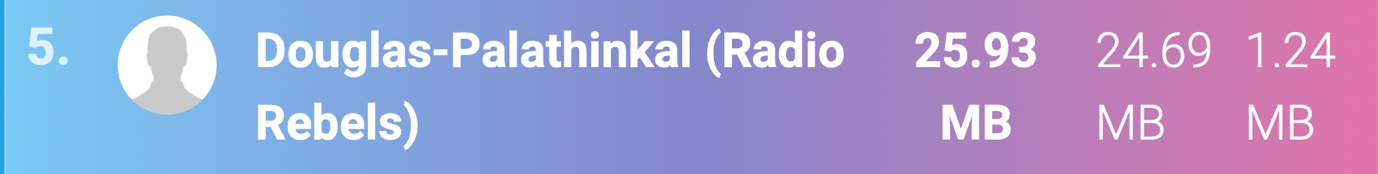 5. Douglas-Palathinkal (Radio 25.93 24.69 1.24
Rebels) MB MB MB